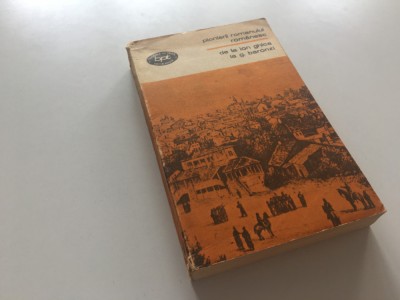 bpt
pionierii romanului
românesc
de la ion ghica
la g. baronzi